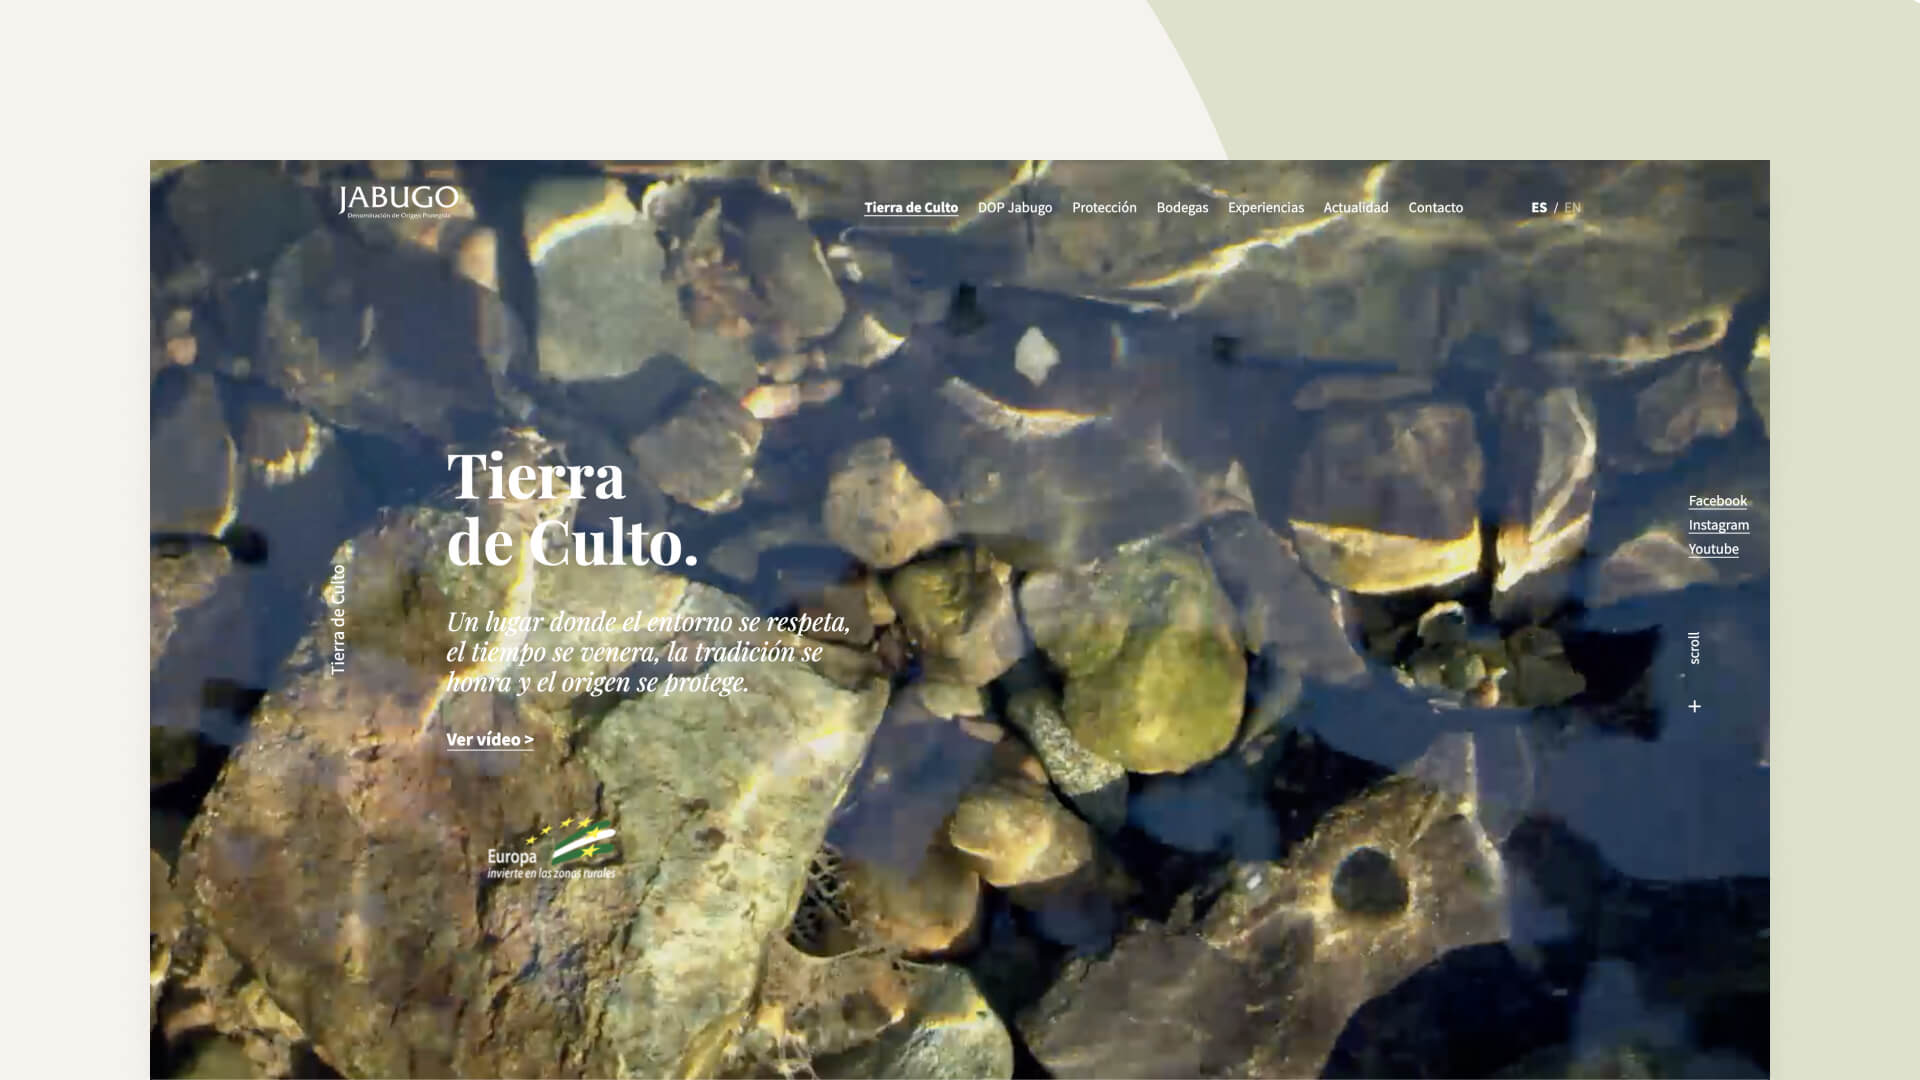 JABUGO
Denominación de Origen Protegida
Tierra de Culto DOP Jabugo Protección Bodegas Experiencias Actualidad Contacto ES / EN
Tierra
de Culto.
Tierra de Culto
Un lugar donde el entorno se respeta,
el tiempo se venera, la tradición se
honra y el origen se protege.
Ver vídeo >
Europa
invierte en las zonas rurales
Facebook
Instagram
Youtube
scroll
+